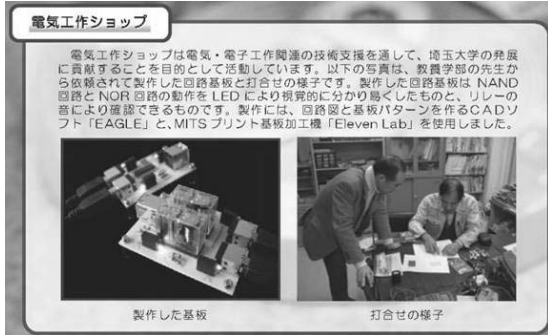 電気工作ショップ
電気工作ショップは電気・電子工作関連の技術支援を通して、埼玉大学の発展
に貢献することを目的として活動しています。以下の写真は、教養学部の先生か
ら依頼されて製作した回路基板と打合せの様子です。製作した回路基板は NAND
回路と NOR 回路の動作を LED により視覚的に分かり易くしたものと、リレーの
音により確認できるものです。製作には、回路図と基板パターンを作るCADソ
フト「EAGLE」と、MITS プリント基板加工機「Eleven Lab」を使用しました。
製作した基板
打合せの様子